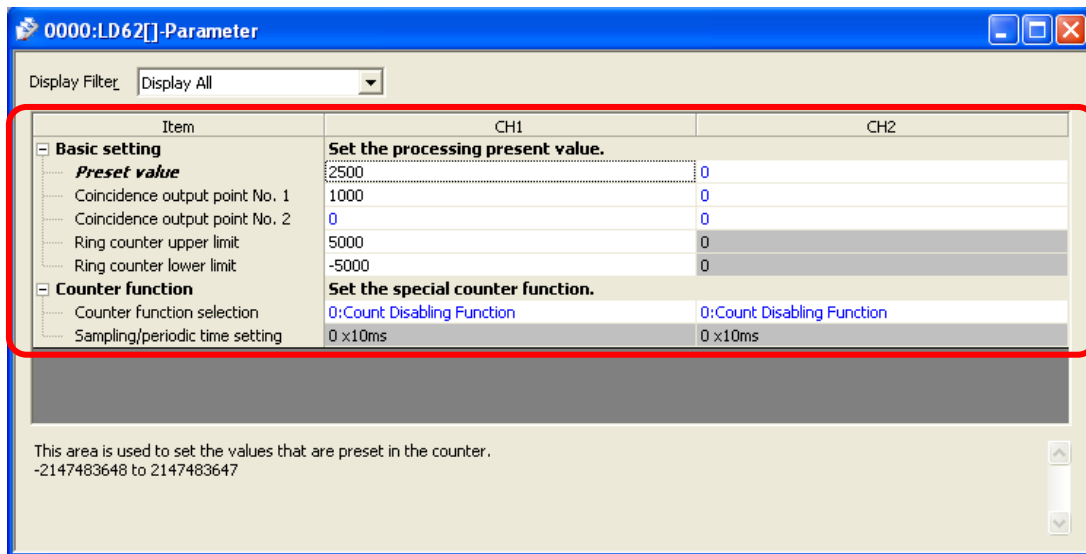 0000:LD62[]-Parameter
Display Filter Display All
Item CH1 CH2
Basic setting Set the processing present value.
Preset value 2500 0
Coincidence output point No. 1 1000 0
Coincidence output point No. 2 0 0
Ring counter upper limit 5000 0
Ring counter lower limit -5000 0
Counter function Set the special counter function.
Counter function selection 0:Count Disabling Function 0:Count Disabling Function
Sampling/periodic time setting 0 x10ms 0 x10ms
This area is used to set the values that are preset in the counter.
-2147483648 to 2147483647